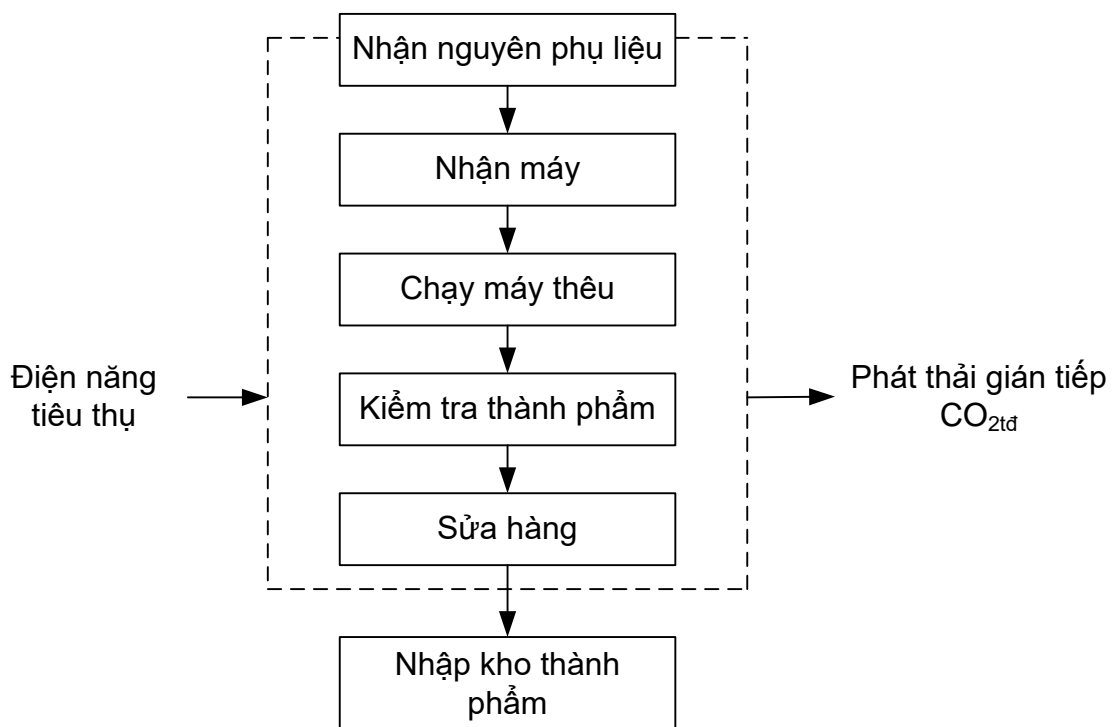 Nhận nguyên phụ liệu
Nhận máy
Chạy máy thêu
Điện năng
tiêu thụ
Kiểm tra thành phẩm
Phát thải gián tiếp
CO₂tđ
Sửa hàng
Nhập kho thành
phẩm